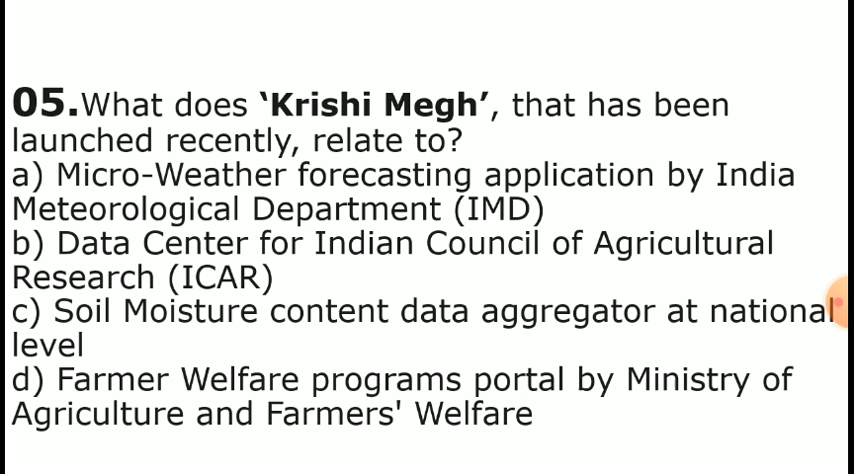 05.What does ‘Krishi Megh’, that has been
launched recently, relate to?
a) Micro-Weather forecasting application by India
Meteorological Department (IMD)
b) Data Center for Indian Council of Agricultural
Research (ICAR)
c) Soil Moisture content data aggregator at national
level
d) Farmer Welfare programs portal by Ministry of
Agriculture and Farmers' Welfare